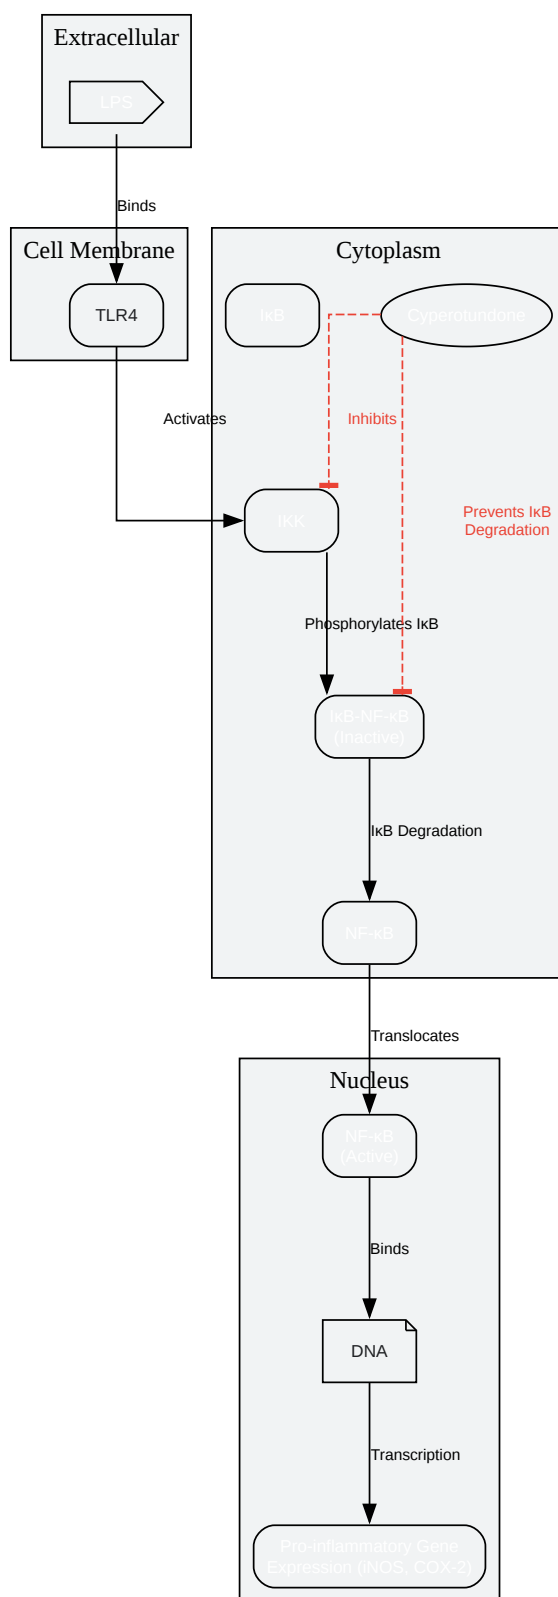 Extracellular
LPS
Binds
Cell Membrane
TLR4
Cytoplasm
IκB
Cyperotundone
Activates
Inhibits
IKK
Prevents IκB
Degradation
Phosphorylates IκB
IκB-NF-κB
(Inactive)
IκB Degradation
NF-κB
Translocates
Nucleus
NF-κB
(Active)
Binds
DNA
Transcription
Pro-inflammatory Gene
Expression (iNOS, COX-2)